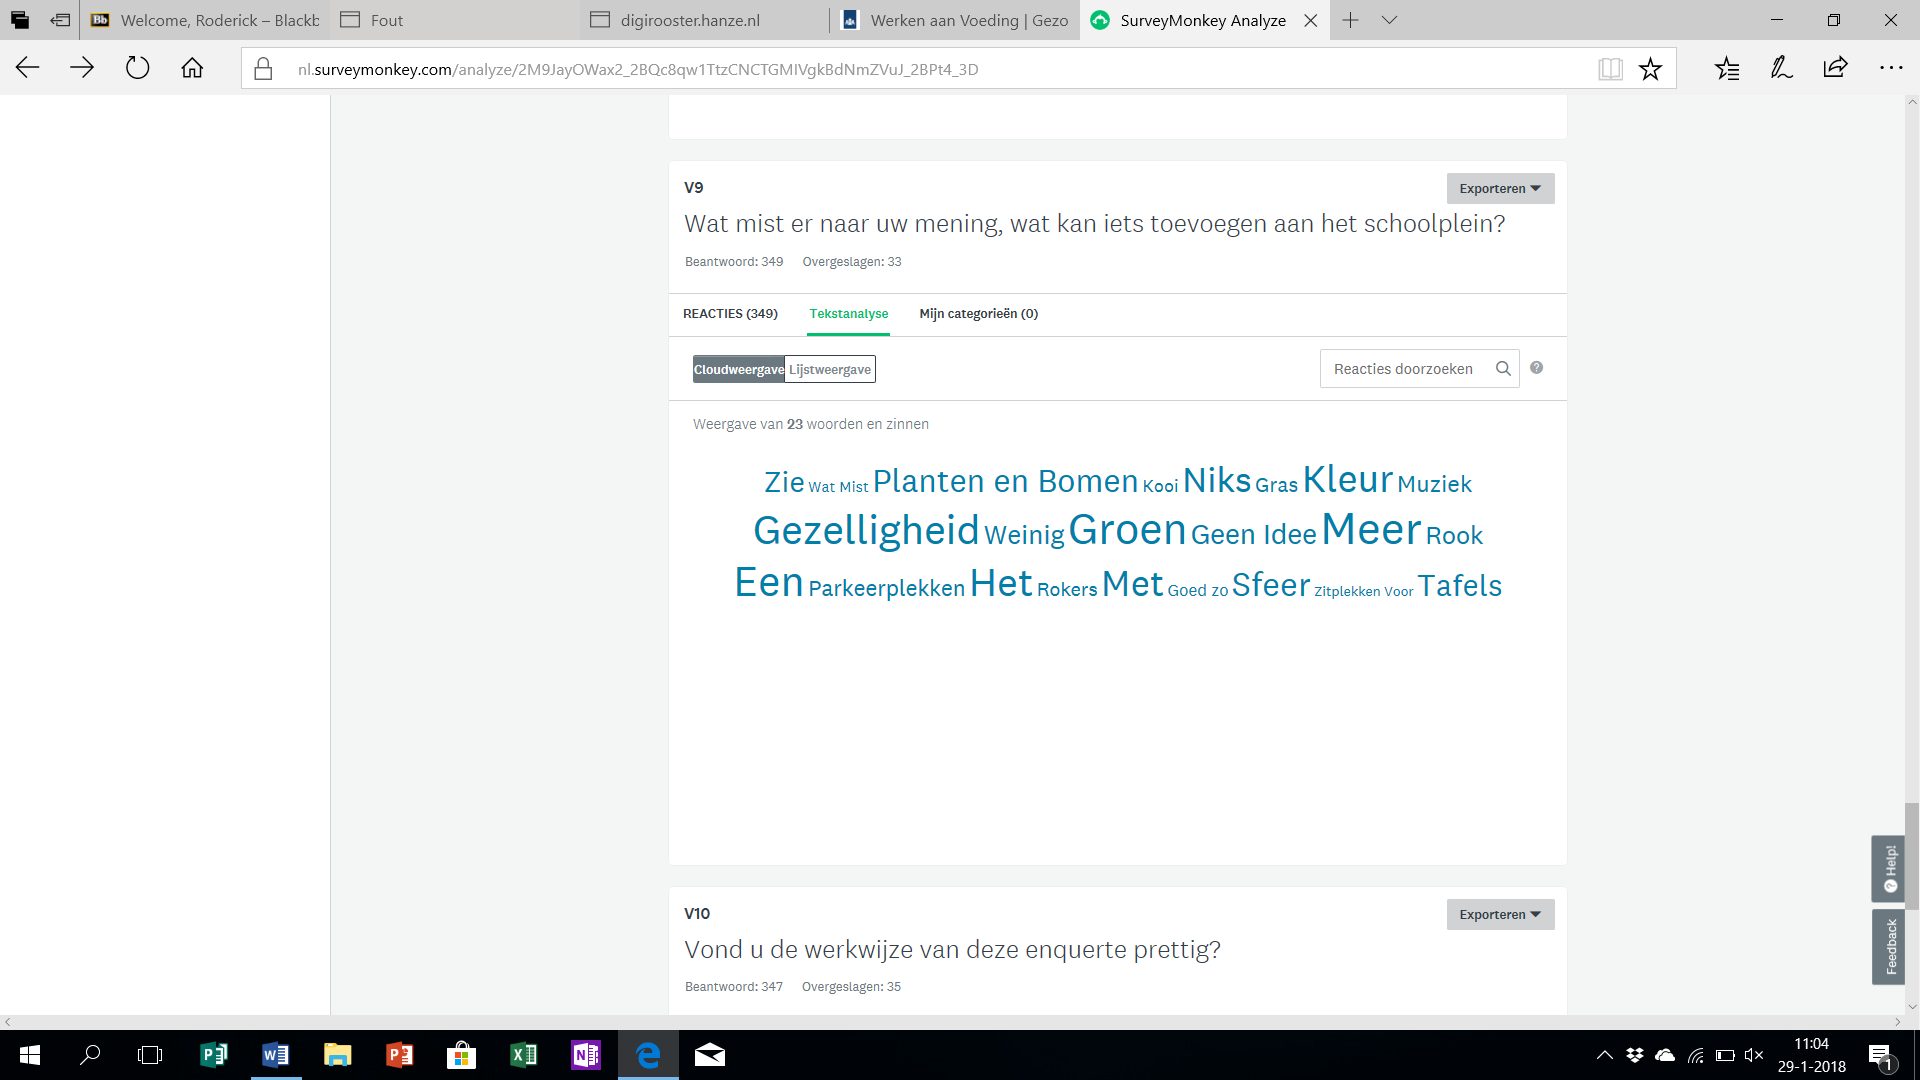 Welcome, Roderick – Blackb
Fout
digirooster.hanze.nl
Werken aan Voeding | Gezo
SurveyMonkey Analyze
nl.surveymonkey.com/analyze/2M9JayOWax2_2BQc8qw1TtzCNCTGMIVgkBdNmZVuJ_2BPt4_3D
V9
Exporteren
Wat mist er naar uw mening, wat kan iets toevoegen aan het schoolplein?
Beantwoord: 349 Overgeslagen: 33
REACTIES (349) Tekstanalyse Mijn categorieën (0)
Cloudweergave Lijstweergave
Reacties doorzoeken
Weergave van 23 woorden en zinnen
Zie Wat Mist Planten en Bomen Kooi Niks Gras Kleur Muziek
Gezelligheid Weinig Groen Geen Idee Meer Rook
Een Parkeerplekken Het Rokers Met Goed zo Sfeer Zitplekken Voor Tafels
Help!
Feedback
V10
Exporteren
Vond u de werkwijze van deze enquerte prettig?
Beantwoord: 347 Overgeslagen: 35
11:04
29-1-2018
1